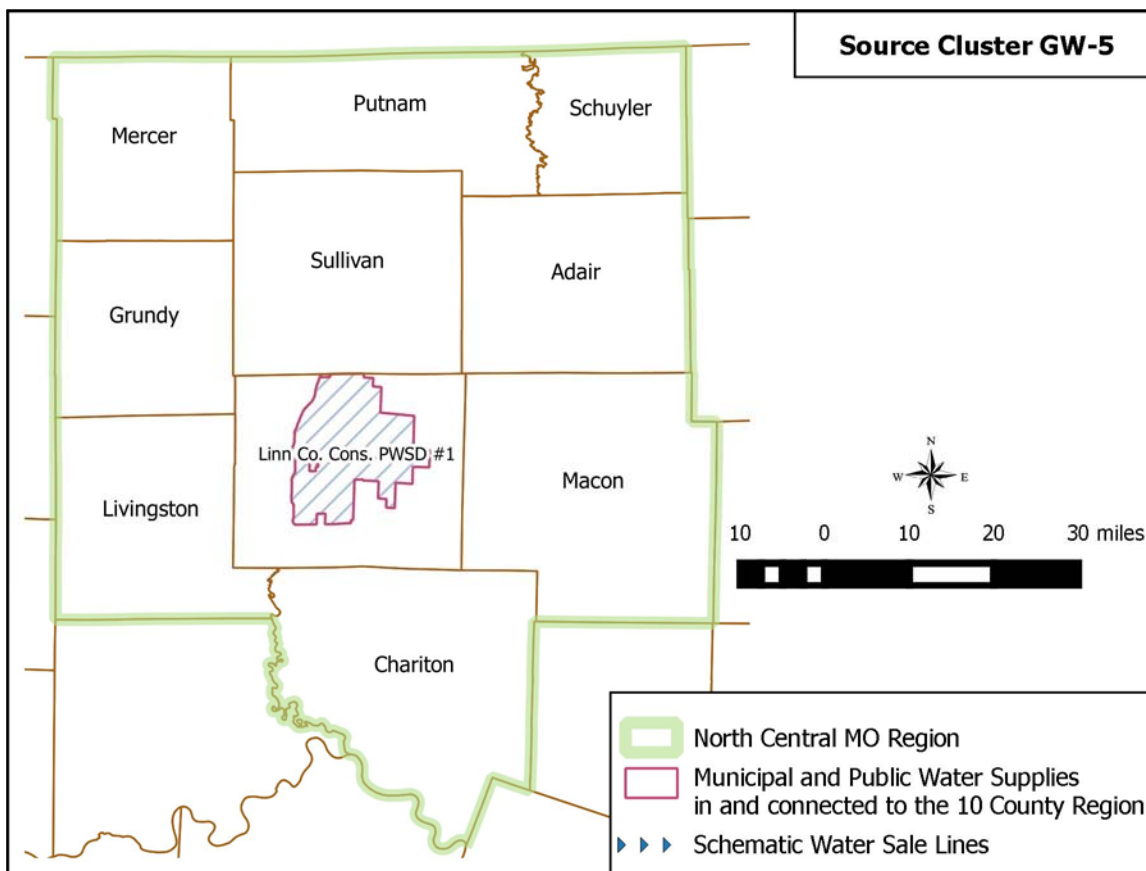 Source Cluster GW-5
Putnam
Schuyler
Mercer
Sullivan
Adair
Grundy
Linn Co. Cons. PWSD #1
Macon
Livingston
N
W E
S
10 0 10 20 30 miles
Chariton
North Central MO Region
Municipal and Public Water Supplies
in and connected to the 10 County Region
Schematic Water Sale Lines